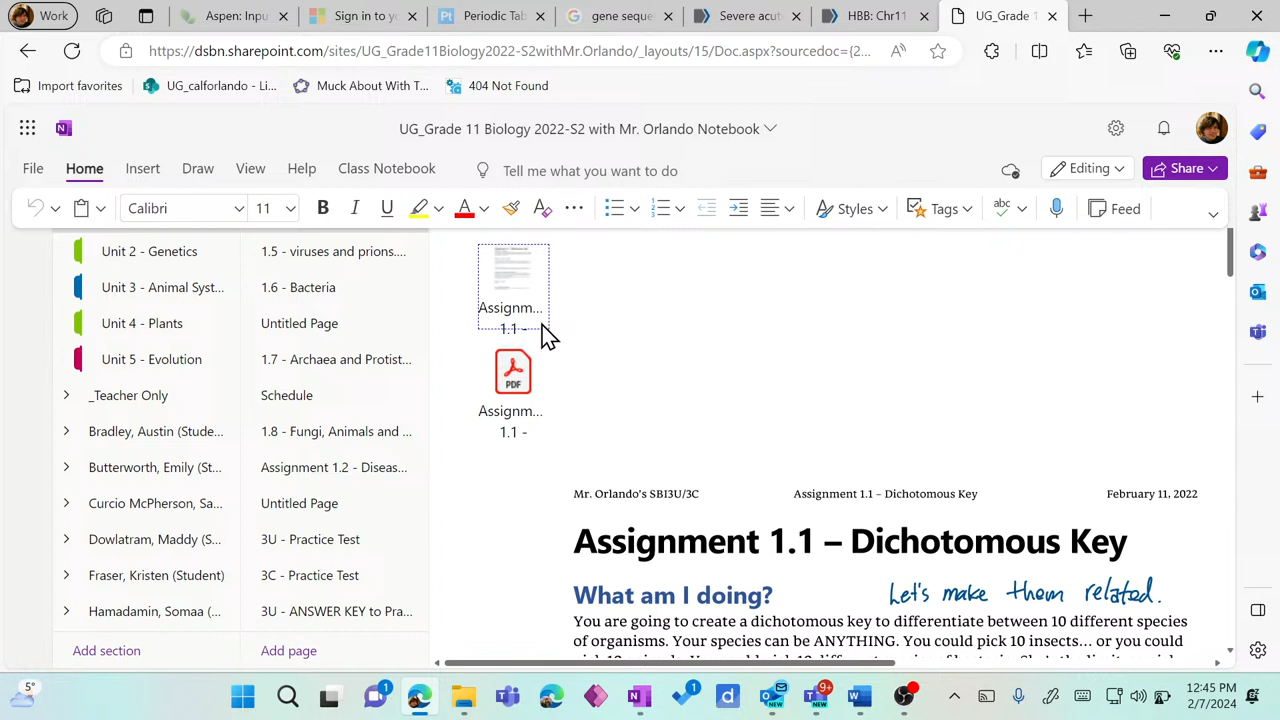 Work
Aspen: Inpu
Sign in to yo
Periodic Tab
gene seque
Severe acut
HBB: Chr11
UG_Grade 1
https://dsbn.sharepoint.com/sites/UG_Grade11Biology2022-S2withMr.Orlando/_layouts/15/Doc.aspx?sourcedoc={2...
Import favorites
UG_calforlando - Li...
Muck About With T...
404 Not Found
UG_Grade 11 Biology 2022-S2 with Mr. Orlando Notebook
File Home Insert Draw View Help Class Notebook Tell me what you want to do Editing Share
Calibri 11 B I U A Styles Tags abc Feed
Unit 2 - Genetics
Unit 3 - Animal Syst...
Unit 4 - Plants
Unit 5 - Evolution
_Teacher Only
Bradley, Austin (Stude...
Butterworth, Emily (St...
Curcio McPherson, Sa...
Dowlatram, Maddy (S...
Fraser, Kristen (Student)
Hamadamin, Somaa (...
Add section
1.5 - viruses and prions....
1.6 - Bacteria
Untitled Page
1.7 - Archaea and Protist...
Schedule
1.8 - Fungi, Animals and ...
Assignment 1.2 - Diseas...
Untitled Page
3U - Practice Test
3C - Practice Test
3U - ANSWER KEY to Pra...
Add page
Assignm...
1.1 -
PDF
Assignm...
1.1 -
Mr. Orlando's SBI3U/3C Assignment 1.1 – Dichotomous Key February 11, 2022
Assignment 1.1 – Dichotomous Key
What am I doing? Let's make them related.
You are going to create a dichotomous key to differentiate between 10 different species
of organisms. Your species can be ANYTHING. You could pick 10 insects... or you could
5°
1
1
NEW
9+
NEW
12:45 PM
2/7/2024